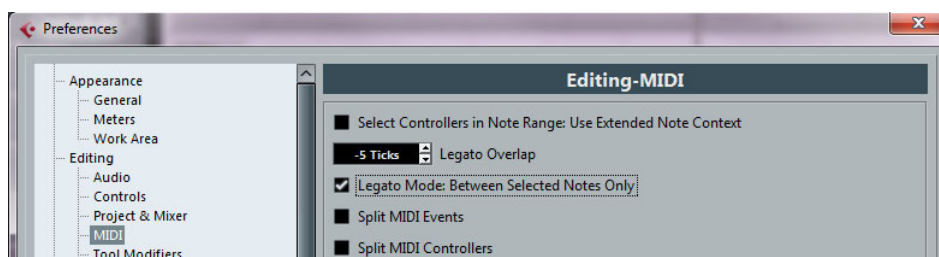 Preferences
Appearance
General
Meters
Work Area
Editing
Audio
Controls
Project & Mixer
MIDI
Tool Modifiers
Editing-MIDI
Select Controllers in Note Range: Use Extended Note Context
-5 Ticks Legato Overlap
Legato Mode: Between Selected Notes Only
Split MIDI Events
Split MIDI Controllers